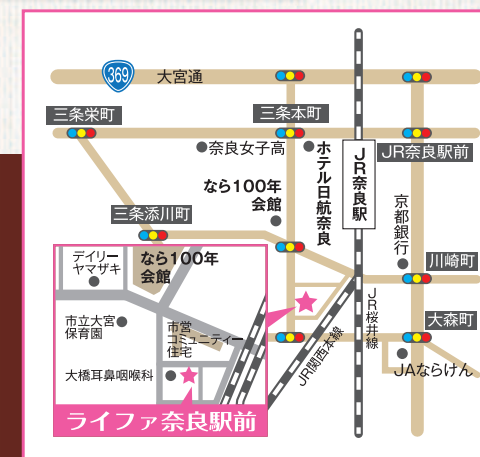 369
大宮通
三条栄町
三条本町
奈良女子高
ホテル日航奈良
JR奈良駅
JR奈良駅前
なら100年
会館
三条添川町
京都銀行
川崎町
デイリー
ヤマザキ
なら100年
会館
市立大宮
保育園
市営
コミュニティー
住宅
大橋耳鼻咽喉科
JR関西本線
JR桜井線
大森町
JAならけん
ライファ奈良駅前